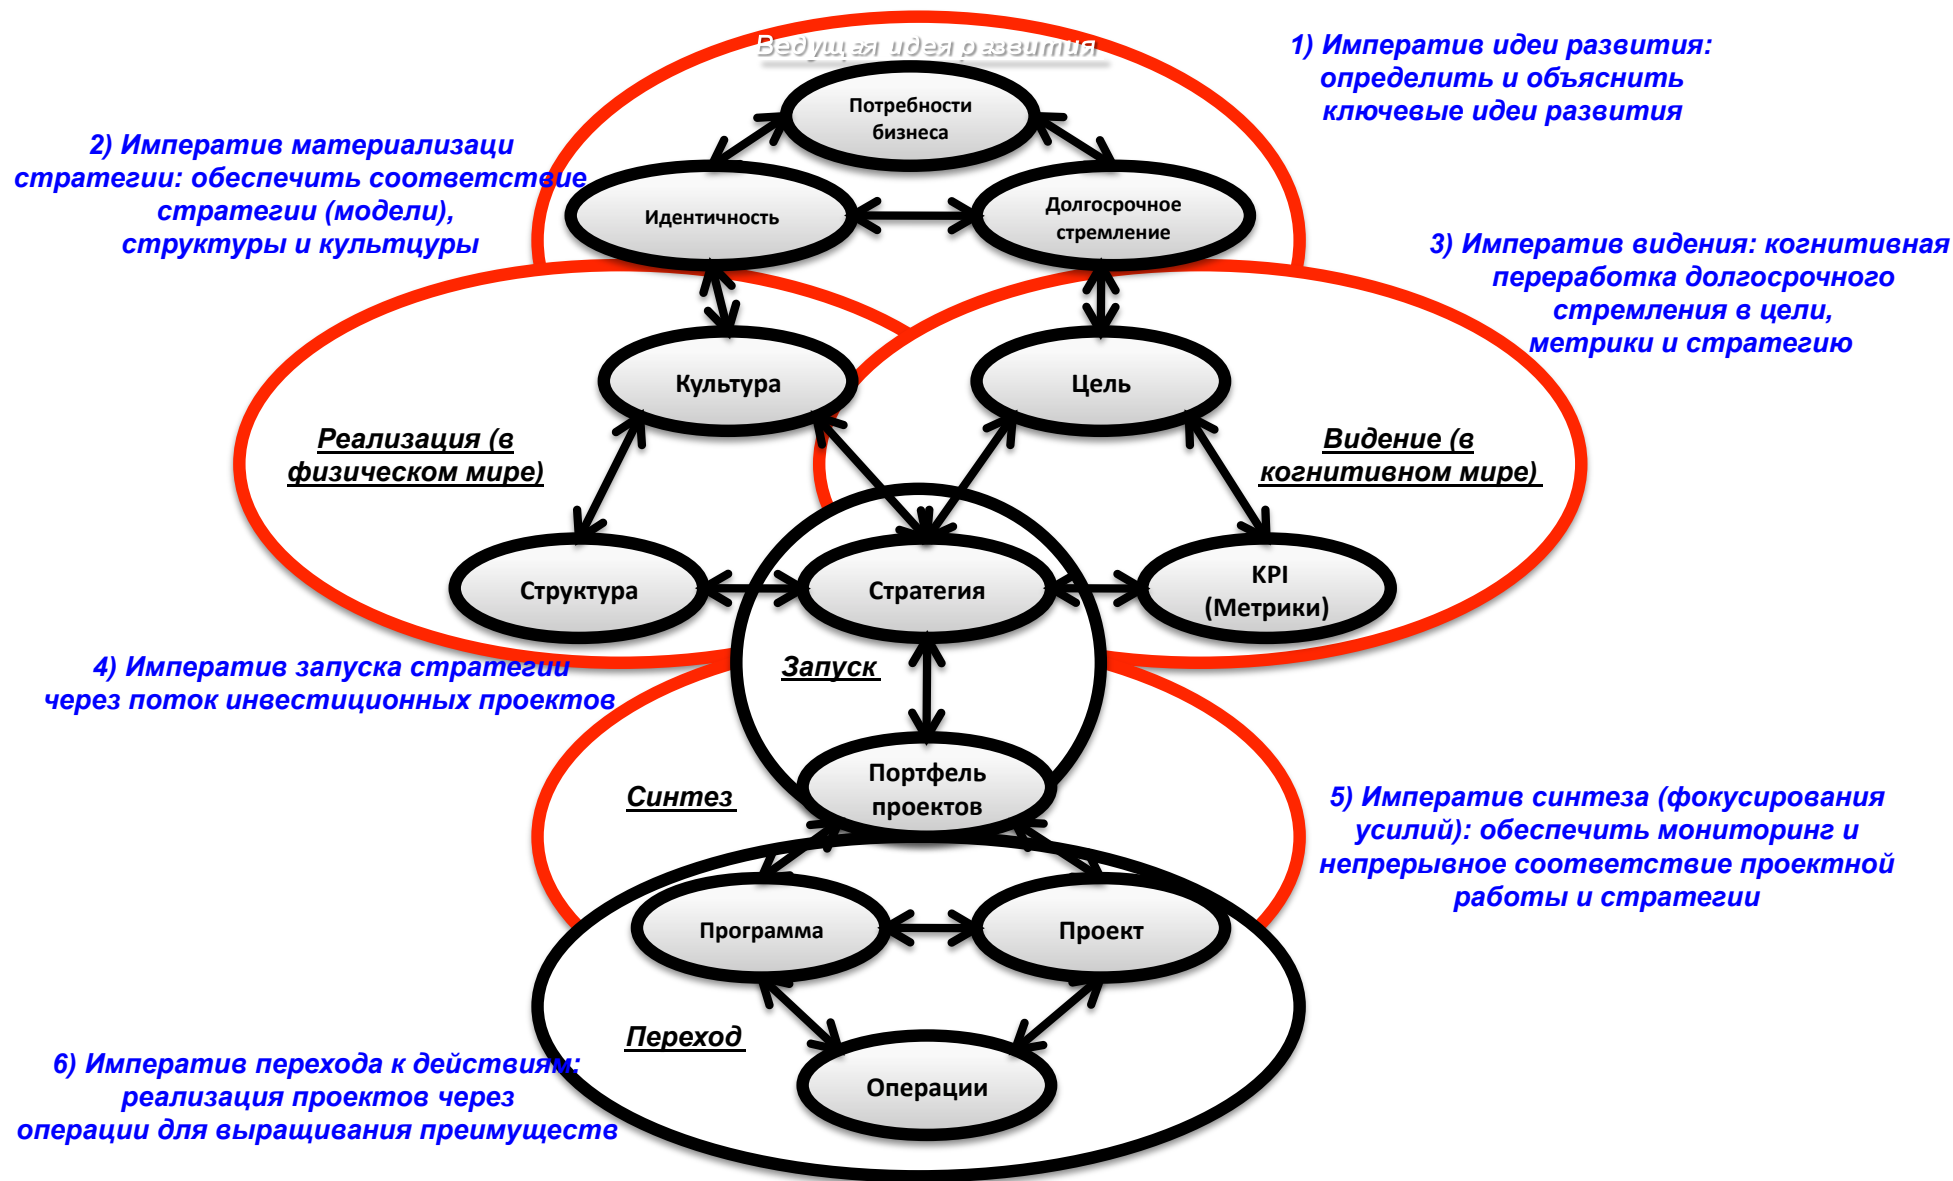 Ведущая идея развития
1) Императив идеи развития:
определить и объяснить
ключевые идеи развития
Потребности
бизнеса
2) Императив материализаци
стратегии: обеспечить соответствие
стратегии (модели),
структуры и культцуры
Идентичность
Долгосрочное
стремление
3) Императив видения: когнитивная
переработка долгосрочного
стремления в цели,
метрики и стратегию
Культура
Цель
Реализация (в
физическом мире)
Видение (в
когнитивном мире)
Структура
Стратегия
KPI
(Метрики)
4) Императив запуска стратегии
через поток инвестиционных проектов
Запуск
Портфель
проектов
Синтез
5) Императив синтеза (фокусирования
усилий): обеспечить мониторинг и
непрерывное соответствие проектной
работы и стратегии
Программа
Проект
Переход
6) Императив перехода к действиям:
реализация проектов через
операции для выращивания преимуществ
Операции